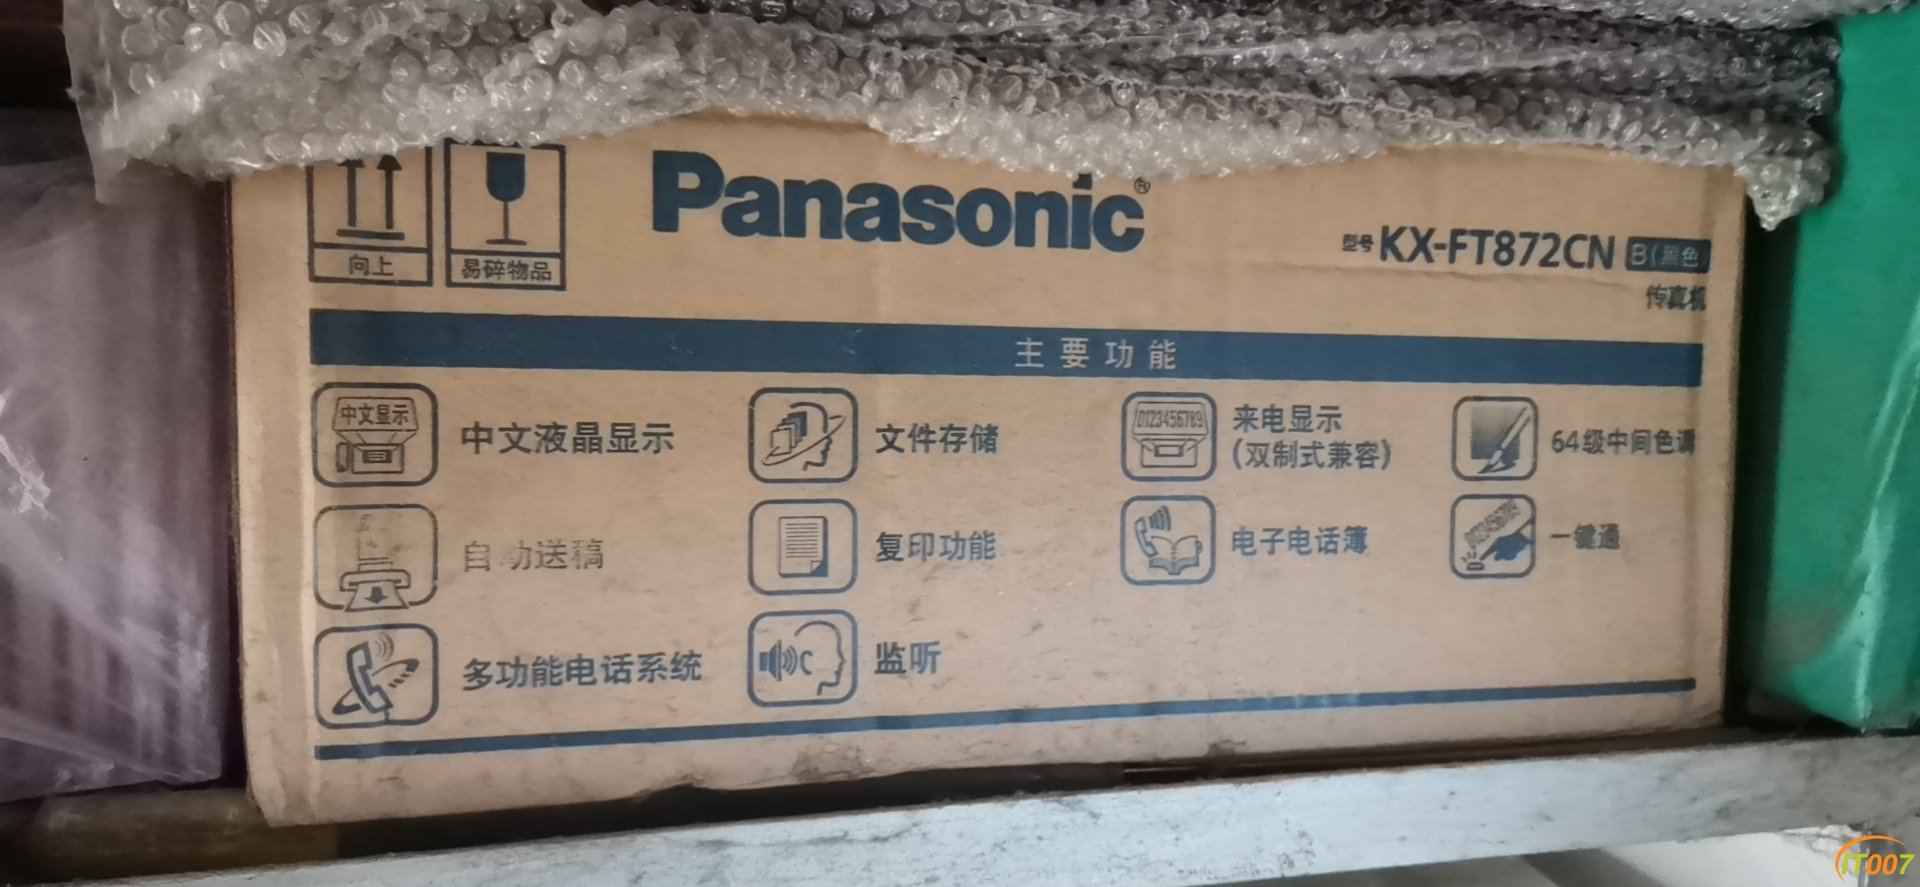 Panasonic®
型号 KX-FT872CN B(黑色)
传真机
向上
易碎物品
主要功能
中文显示
中文液晶显示
文件存储
0123456789
来电显示
(双制式兼容)
64级中间色调
自动送稿
复印功能
电子电话薄
一键通
多功能电话系统
监听
IT007